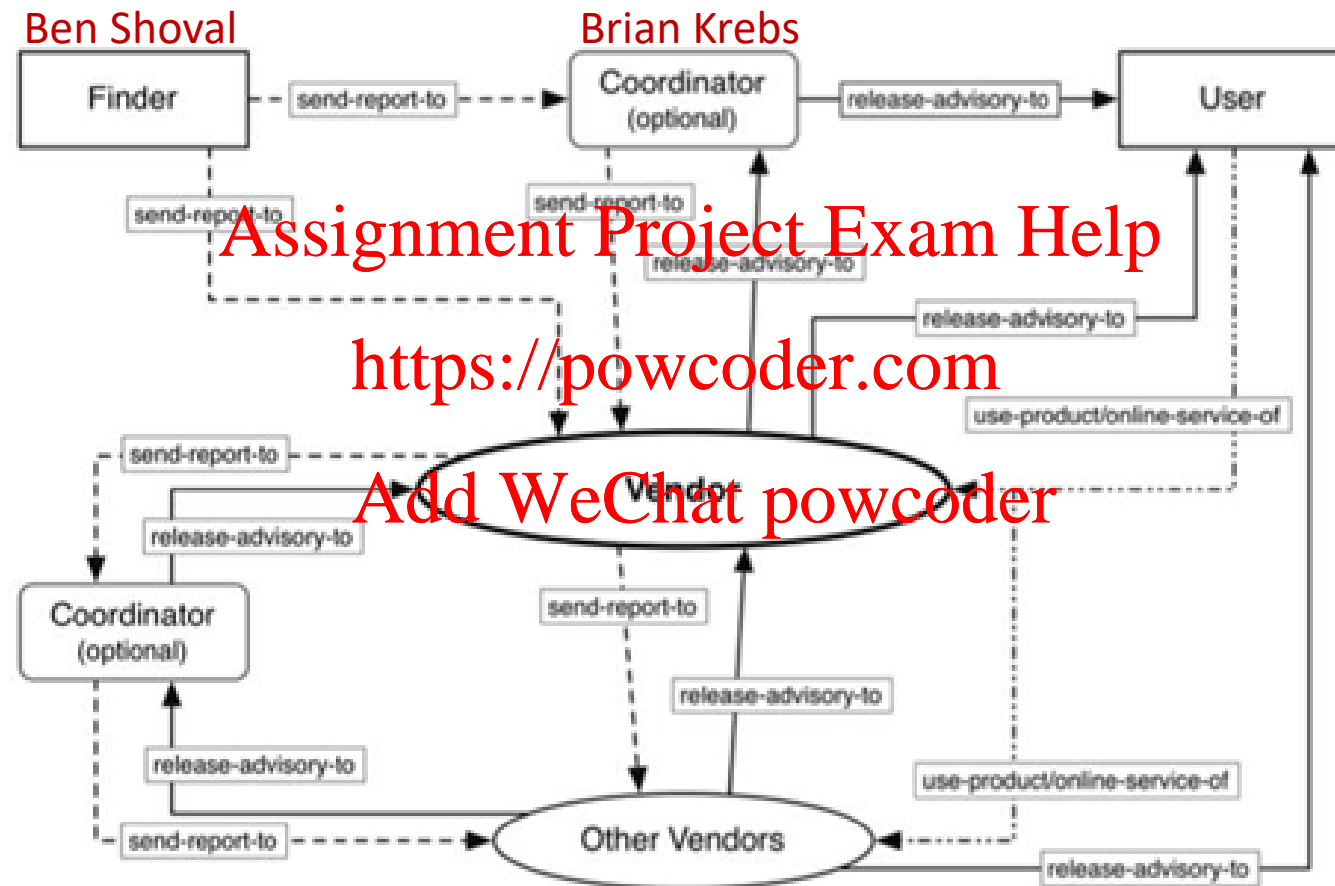 Ben Shoval
Brian Krebs
Finder
send-report-to
Coordinator
(optional)
release-advisory-to
User
send-report-to
send-report-to
Assignment Project Exam Help
release-advisory-to
release-advisory-to
https://powcoder.com
use-product/online-service-of
send-report-to
Vendor
Add WeChat powcoder
release-advisory-to
send-report-to
Coordinator
(optional)
release-advisory-to
release-advisory-to
use-product/online-service-of
send-report-to
Other Vendors
release-advisory-to